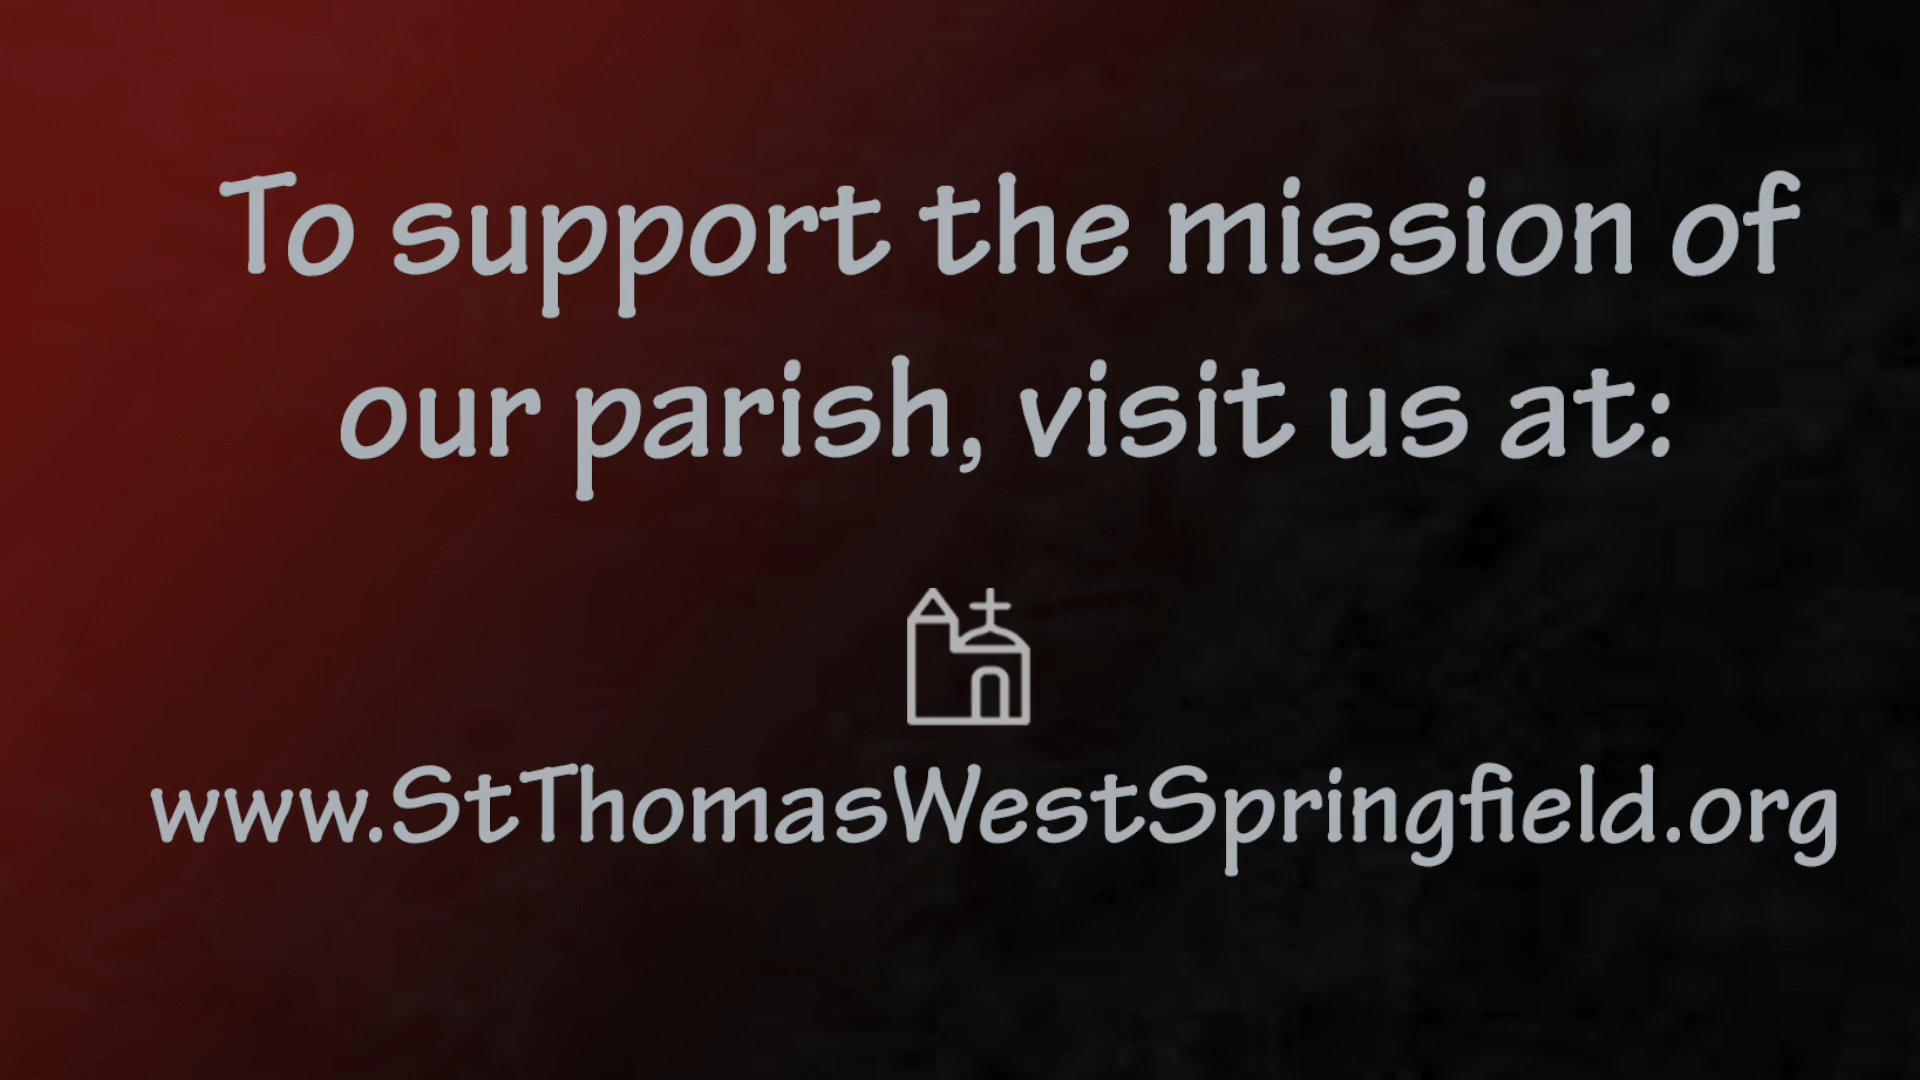 To support the mission of
our parish, visit us at:
www.StThomasWestSpringfield.org